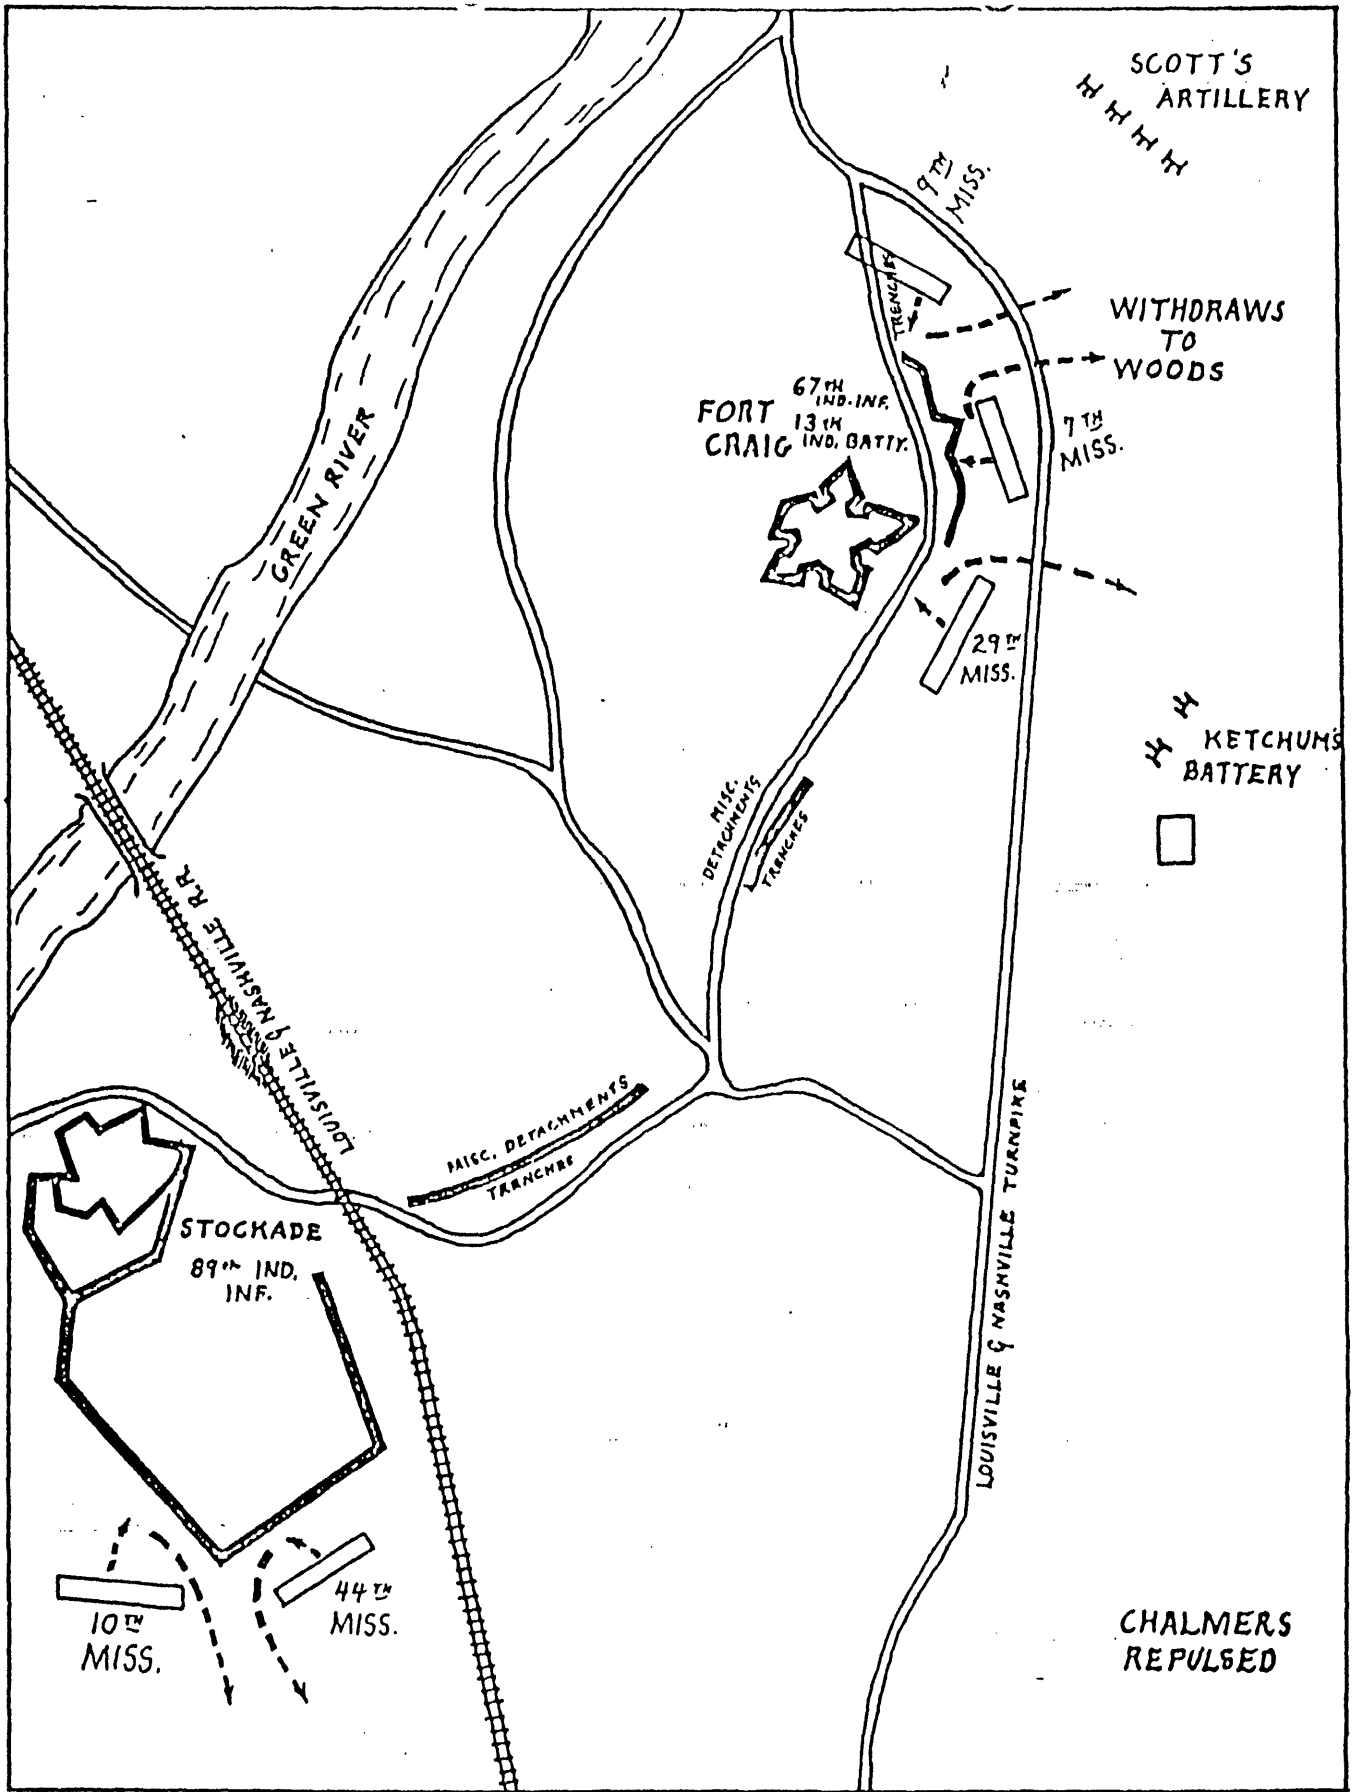 SCOTT'S
ARTILLERY
9TH
MISS.
TRENCHES
WITHDRAWS
TO
WOODS
67TH
IND. INF.
FORT
CRAIG
13TH
IND. BATTY.
7TH
MISS.
GREEN RIVER
29TH
MISS.
KETCHUM'S
BATTERY
MISC.
DETACHMENTS
TRENCHES
LOUISVILLE & NASHVILLE R.R.
MISC. DETACHMENTS
TRENCHES
LOUISVILLE & NASHVILLE TURNPIKE
STOCKADE
89TH IND.
INF.
10TH
MISS.
44TH
MISS.
CHALMERS
REPULSED